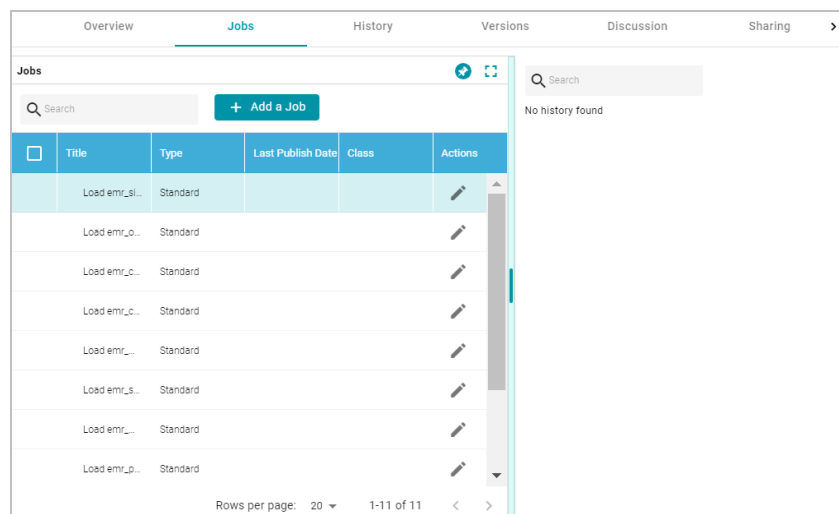 Overview Jobs History Versions Discussion Sharing
Jobs
Search
+ Add a Job
Search
No history found
Title Type Last Publish Date Class Actions
Load emr_si... Standard
Load emr_o... Standard
Load emr_c... Standard
Load emr_c... Standard
Load emr_... Standard
Load emr_s... Standard
Load emr_... Standard
Load emr_p... Standard
Rows per page: 20 1-11 of 11